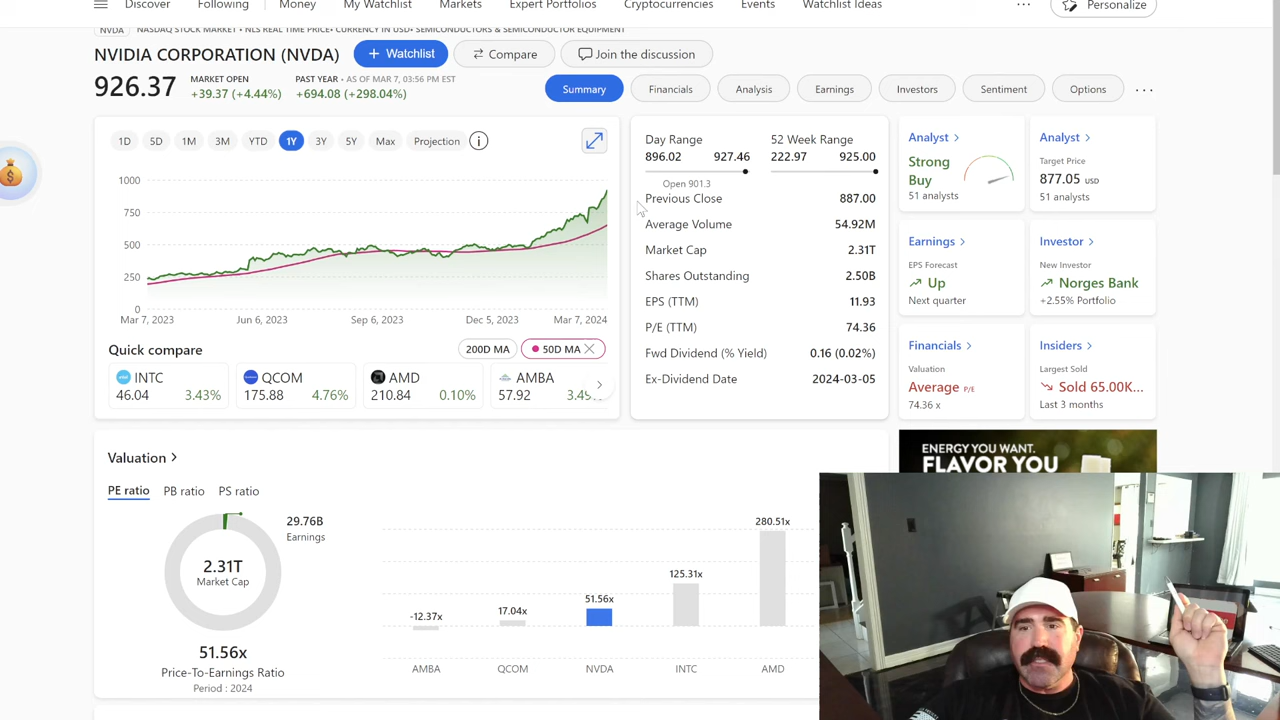 Discover Following Money My Watchlist Markets Expert Portfolios Cryptocurrencies Events Watchlist Ideas ... Personalize
NVDA NASDAQ STOCK MARKET • NLS REAL TIME PRICE• CURRENCY IN USD• SEMICONDUCTORS & SEMICONDUCTOR EQUIPMENT
NVIDIA CORPORATION (NVDA) + Watchlist Compare Join the discussion
926.37 MARKET OPEN +39.37 (+4.44%) PAST YEAR • AS OF MAR 7, 03:56 PM EST +694.08 (+298.04%)
Summary Financials Analysis Earnings Investors Sentiment Options ...
1D 5D 1M 3M YTD 1Y 3Y 5Y Max Projection i
1000
750
500
250
0
Mar 7, 2023 Jun 6, 2023 Sep 6, 2023 Dec 5, 2023 Mar 7, 2024
Quick compare 200D MA 50D MA
INTC 46.04 3.43%
QCOM 175.88 4.76%
AMD 210.84 0.10%
AMBA 57.92
Day Range 52 Week Range
896.02 927.46 222.97 925.00
Open 901.3
Previous Close 887.00
Average Volume 54.92M
Market Cap 2.31T
Shares Outstanding 2.50B
EPS (TTM) 11.93
P/E (TTM) 74.36
Fwd Dividend (% Yield) 0.16 (0.02%)
Ex-Dividend Date 2024-03-05
Analyst >
Strong
Buy
51 analysts
Analyst >
Target Price
877.05 USD
51 analysts
Earnings >
EPS Forecast
Up
Next quarter
Investor >
New Investor
Norges Bank
+2.55% Portfolio
Financials >
Valuation
Average P/E
74.36 x
Insiders >
Largest Sold
Sold 65.00K...
Last 3 months
ENERGY YOU WANT.
FLAVOR YOU
Valuation >
PE ratio PB ratio PS ratio
29.76B
Earnings
2.31T
Market Cap
51.56x
Price-To-Earnings Ratio
Period : 2024
-12.37x 17.04x 51.56x 125.31x 280.51x
AMBA QCOM NVDA INTC AMD